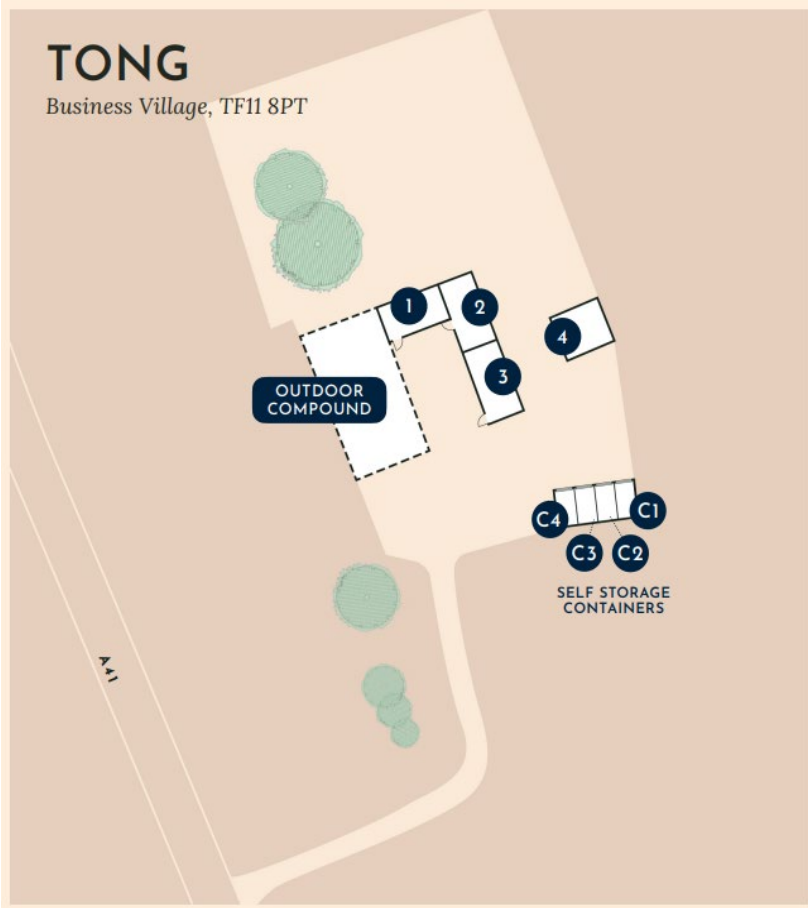 TONG
Business Village, TF11 8PT
1
2
3
4
OUTDOOR
COMPOUND
C4
C1
C3
C2
SELF STORAGE
CONTAINERS
A41